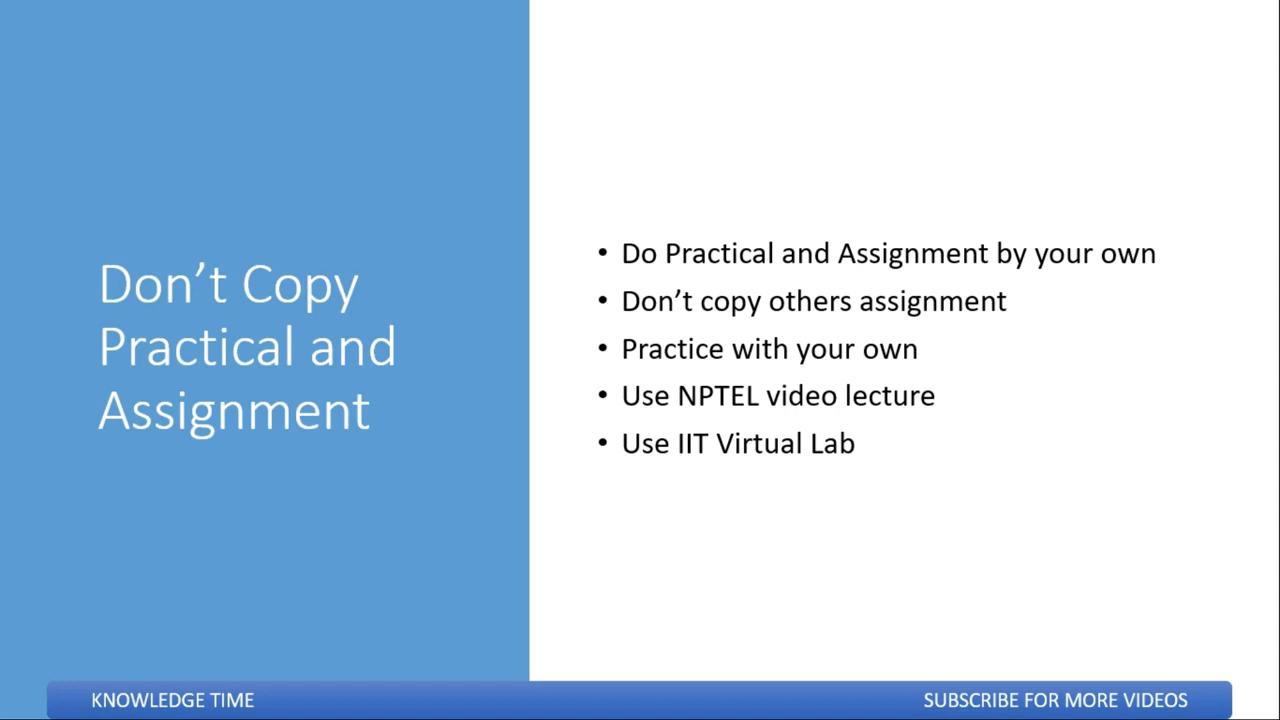 Don’t Copy
Practical and
Assignment
• Do Practical and Assignment by your own
• Don’t copy others assignment
• Practice with your own
• Use NPTEL video lecture
• Use IIT Virtual Lab
KNOWLEDGE TIME
SUBSCRIBE FOR MORE VIDEOS